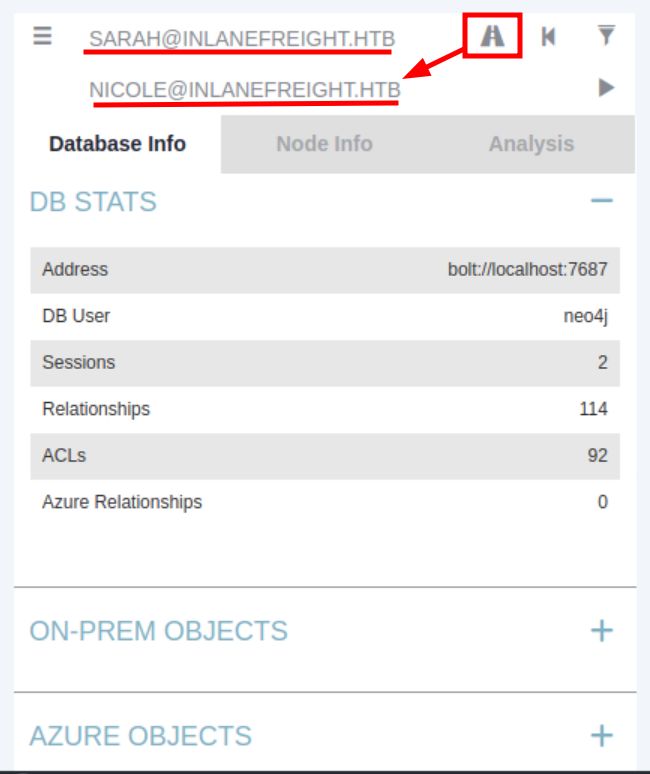 SARAH@INLANEFREIGHT.HTB
NICOLE@INLANEFREIGHT.HTB
Database Info Node Info Analysis
DB STATS
Address bolt://localhost:7687
DB User neo4j
Sessions 2
Relationships 114
ACLs 92
Azure Relationships 0
ON-PREM OBJECTS
AZURE OBJECTS